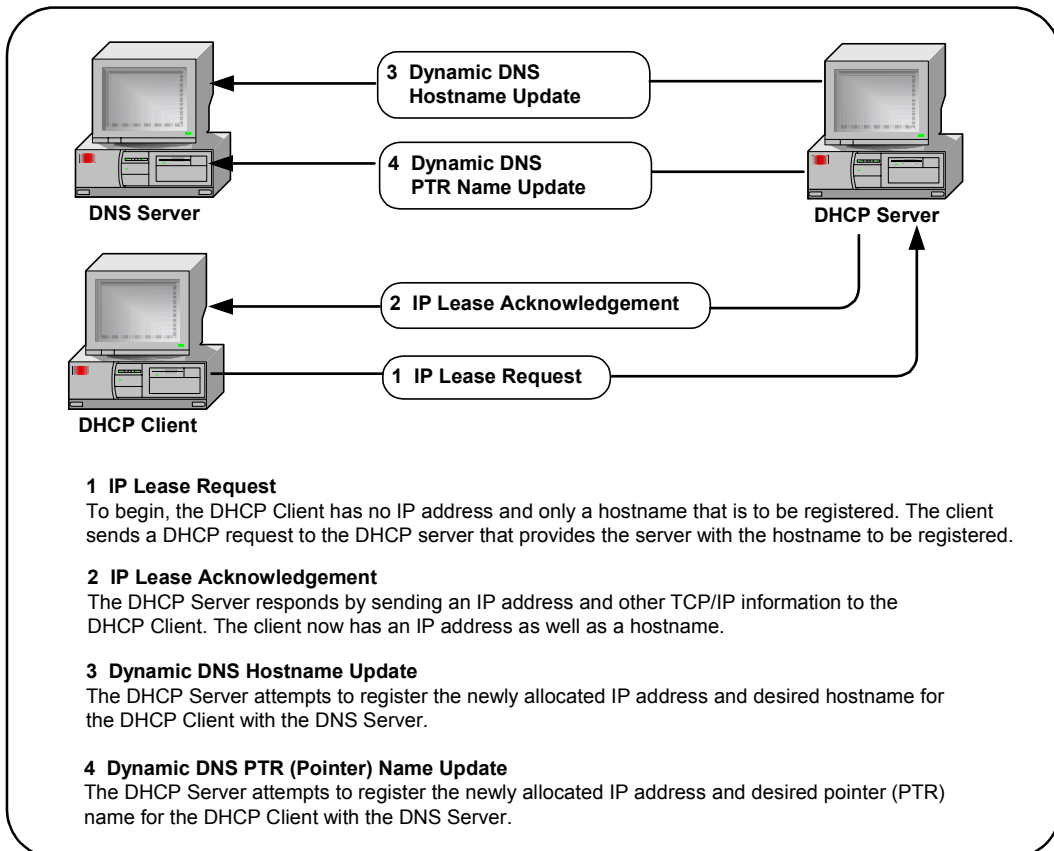 3 Dynamic DNS
Hostname Update
4 Dynamic DNS
PTR Name Update
DNS Server
DHCP Server
2 IP Lease Acknowledgement
1 IP Lease Request
DHCP Client
1 IP Lease Request
To begin, the DHCP Client has no IP address and only a hostname that is to be registered. The client
sends a DHCP request to the DHCP server that provides the server with the hostname to be registered.
2 IP Lease Acknowledgement
The DHCP Server responds by sending an IP address and other TCP/IP information to the
DHCP Client. The client now has an IP address as well as a hostname.
3 Dynamic DNS Hostname Update
The DHCP Server attempts to register the newly allocated IP address and desired hostname for
the DHCP Client with the DNS Server.
4 Dynamic DNS PTR (Pointer) Name Update
The DHCP Server attempts to register the newly allocated IP address and desired pointer (PTR)
name for the DHCP Client with the DNS Server.